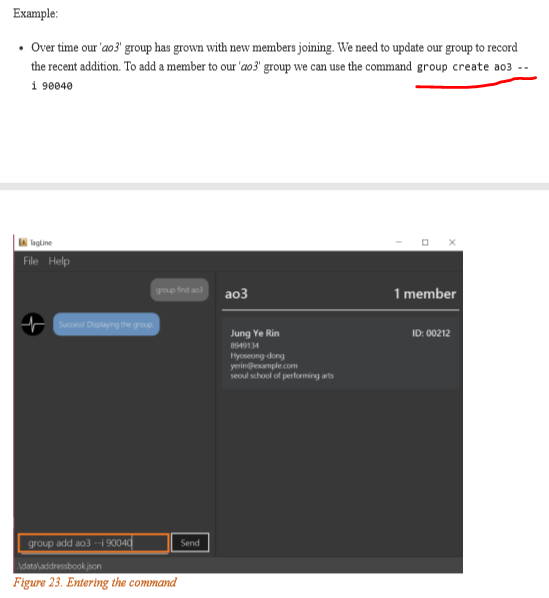 Example:
• Over time our 'ao3' group has grown with new members joining. We need to update our group to record
the recent addition. To add a member to our 'ao3' group we can use the command group create ao3 --
i 90040
TagLine
File Help
group find ao3
ao3
1 member
Success! Displaying the group.
Jung Ye Rin
ID: 00212
8949134
Hyoseong-dong
yerin@example.com
seoul school of performing arts
group add ao3 --i 90040
Send
.\data\addressbook.json
Figure 23. Entering the command